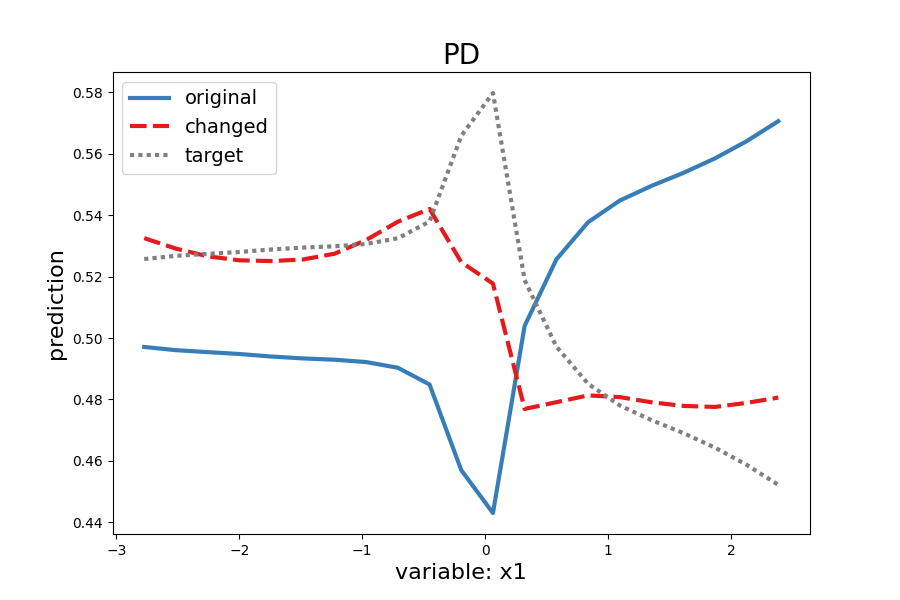 PD
original
changed
target
prediction
0.58
0.56
0.54
0.52
0.50
0.48
0.46
0.44
−3
−2
−1
0
1
2
variable: x1